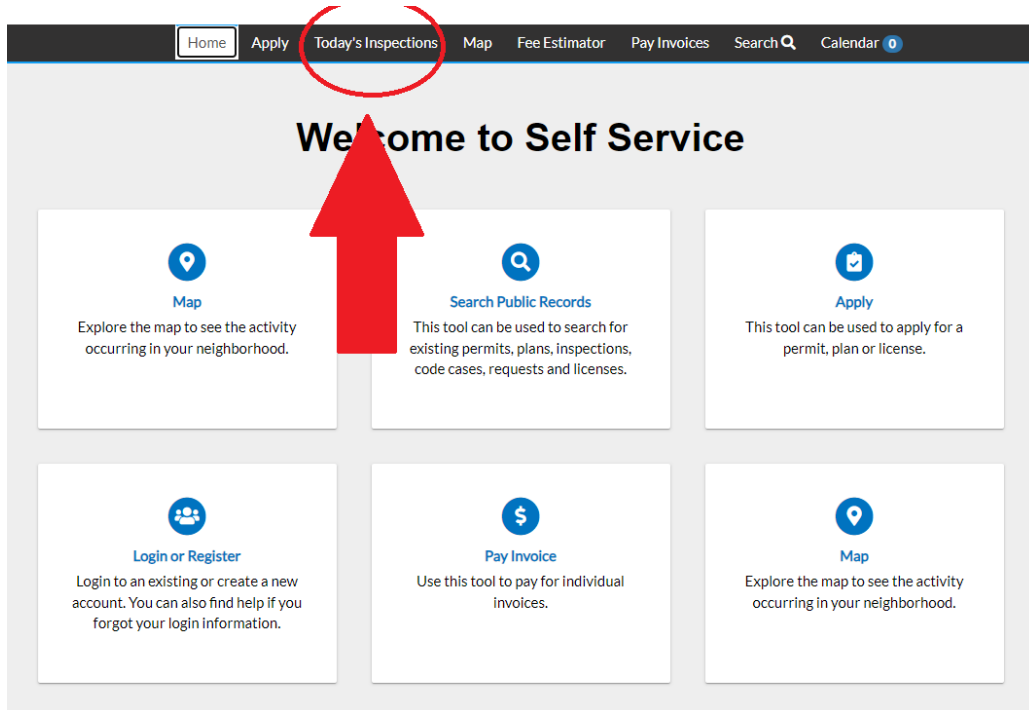 Home Apply Today's Inspections Map Fee Estimator Pay Invoices Search Calendar 0
Welcome to Self Service
Map
Explore the map to see the activity
occurring in your neighborhood.
Search Public Records
This tool can be used to search for
existing permits, plans, inspections,
code cases, requests and licenses.
Apply
This tool can be used to apply for a
permit, plan or license.
Login or Register
Login to an existing or create a new
account. You can also find help if you
forgot your login information.
Pay Invoice
Use this tool to pay for individual
invoices.
Map
Explore the map to see the activity
occurring in your neighborhood.